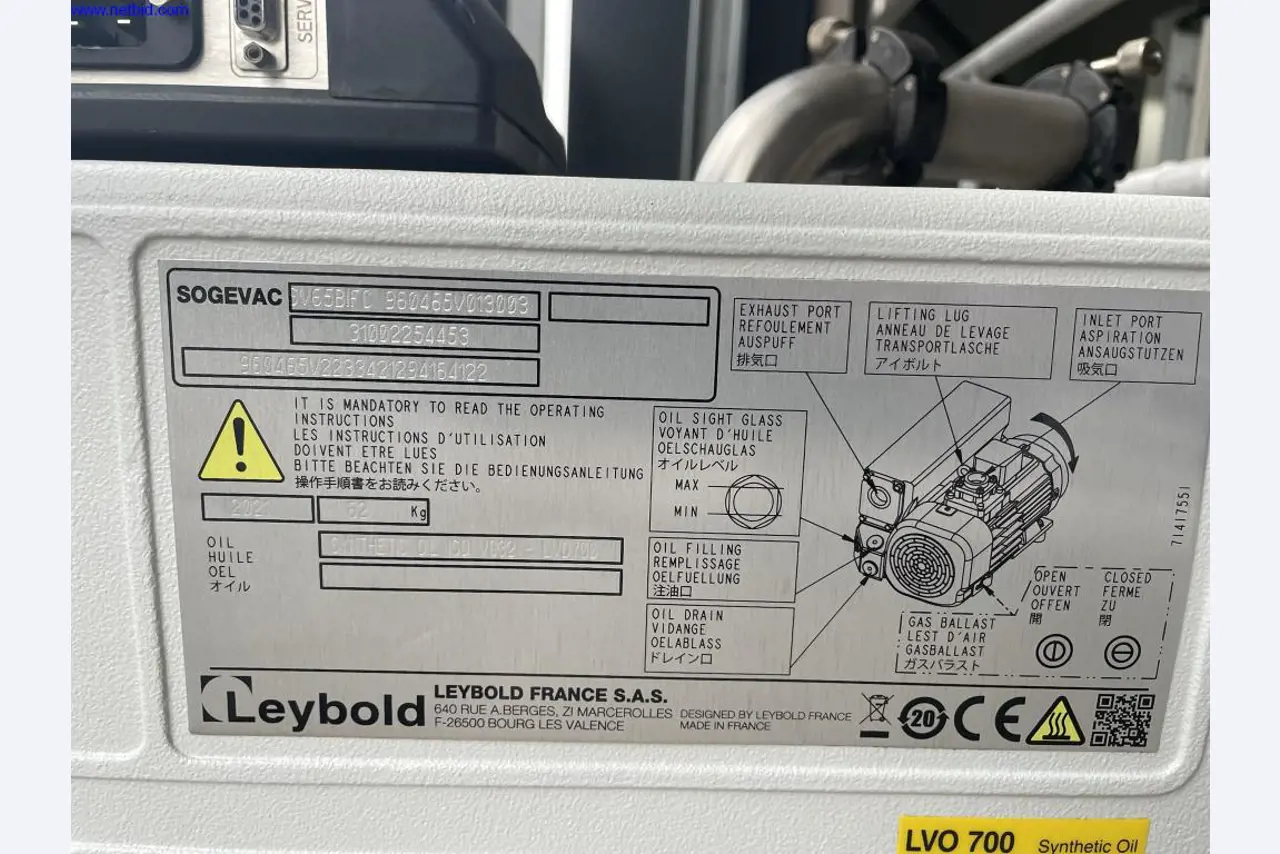 www.netbid.com
SERV
SOGEVAC SV65BIFC 960465V013003
31002254453
960465V2233421294164122
IT IS MANDATORY TO READ THE OPERATING
INSTRUCTIONS
LES INSTRUCTIONS D'UTILISATION
DOIVENT ETRE LUES
BITTE BEACHTEN SIE DIE BEDIENUNGSANLEITUNG
操作手順書をお読みください。
62 Kg
OIL
HUILE
OEL
オイル
SYNTHETIC OIL ISO VG32 - LVO700
EXHAUST PORT
REFOULEMENT
AUSPUFF
排気口
LIFTING LUG
ANNEAU DE LEVAGE
TRANSPORTLASCHE
アイボルト
INLET PORT
ASPIRATION
ANSAUGSTUTZEN
吸気口
OIL SIGHT GLASS
VOYANT D'HUILE
OELSCHAUGLAS
オイルレベル
MAX
MIN
OIL FILLING
REMPLISSAGE
OELFUELLUNG
注油口
OIL DRAIN
VIDANGE
OELABLASS
ドレイン口
OPEN
OUVERT
OFFEN
開
CLOSED
FERME
ZU
閉
GAS BALLAST
LEST D'AIR
GASBALLAST
ガスバラスト
71417551
Leybold
LEYBOLD FRANCE S.A.S.
640 RUE A.BERGES, ZI MARCEROLLES
F-26500 BOURG LES VALENCE
DESIGNED BY LEYBOLD FRANCE
MADE IN FRANCE
20
CE
LVO 700 Synthetic Oil